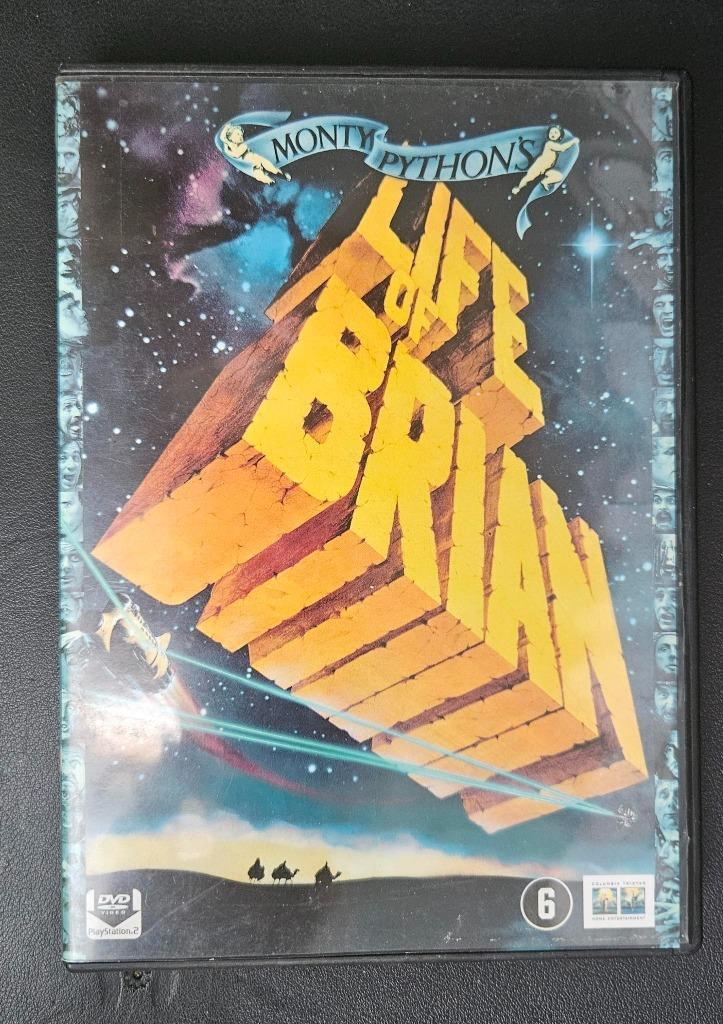 MONTY PYTHON'S
LIFE
OF
BRIAN
DVD
VIDEO
PlayStation.2
6
COLUMBIA TRISTAR
HOME ENTERTAINMENT